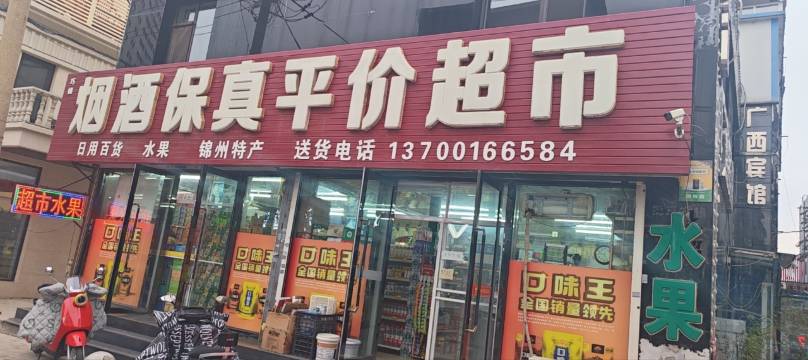 巧福
烟酒保真平价超市
日用百货 水果 锦州特产 送货电话 13700166584
超市水果
口味王
全国销量领先
口味王
全国销量领先
口味王
全国销量领先
口味王
全国销量领先
水果
广西宾馆